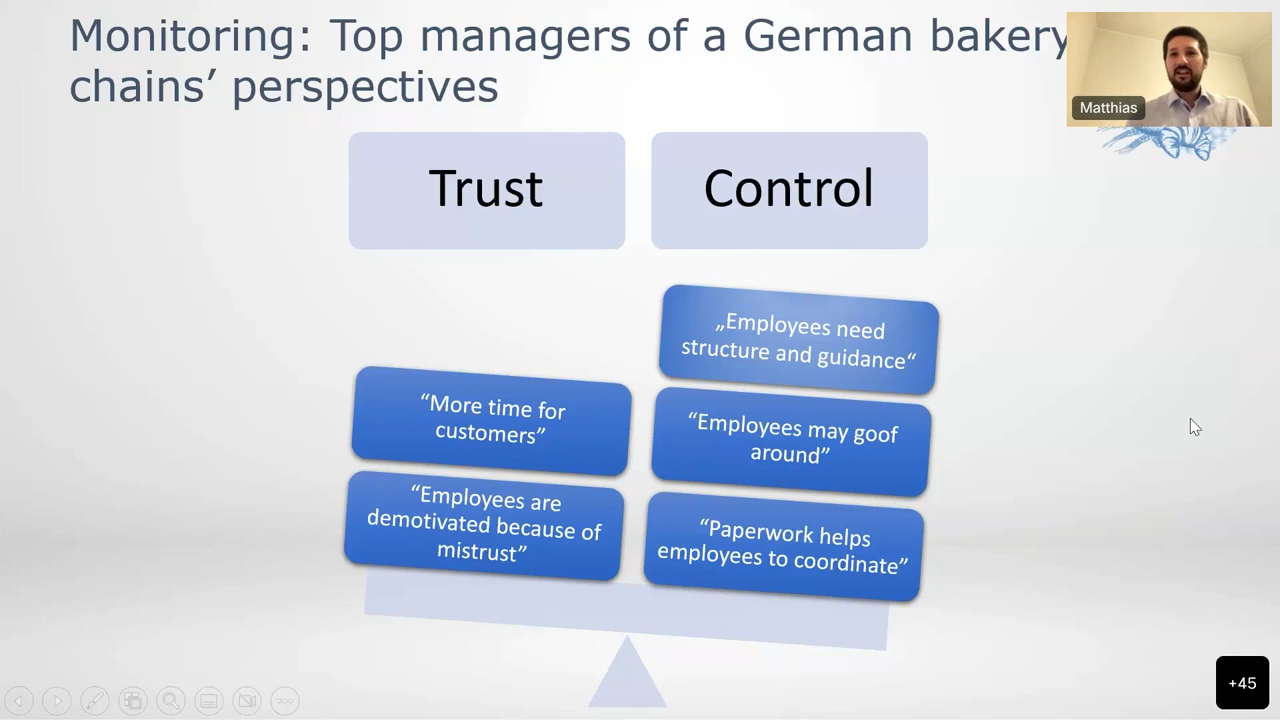 Monitoring: Top managers of a German bakery
chains’ perspectives
Matthias
Trust
Control
„Employees need
structure and guidance“
“More time for
customers”
“Employees may goof
around”
“Employees are
demotivated because of
mistrust”
“Paperwork helps
employees to coordinate”
+45